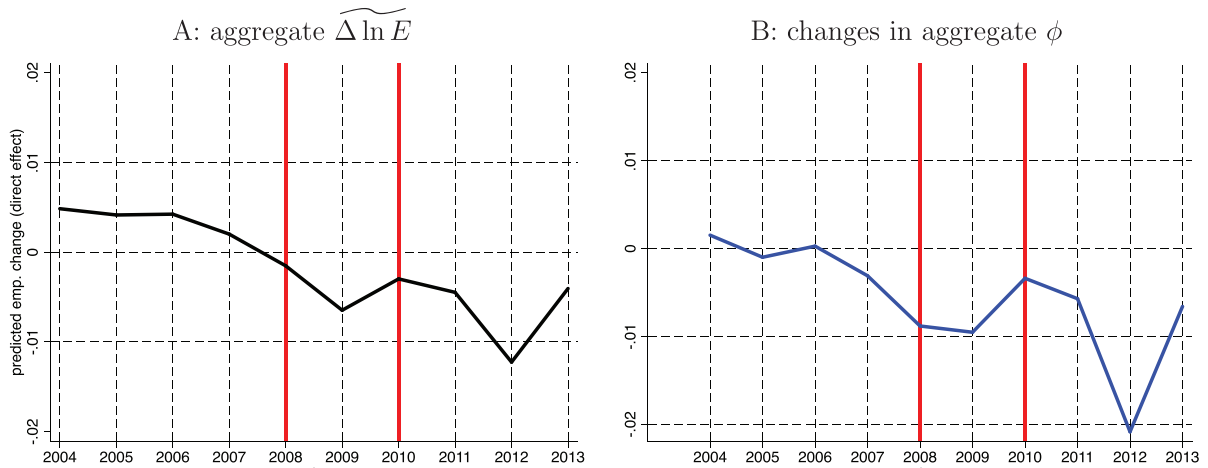 A: aggregate \widetilde{Δ ln E}
.02
.01
0
-.01
-.02
predicted emp. change (direct effect)
2004 2005 2006 2007 2008 2009 2010 2011 2012 2013
B: changes in aggregate ϕ
.02
.01
0
-.01
-.02
2004 2005 2006 2007 2008 2009 2010 2011 2012 2013